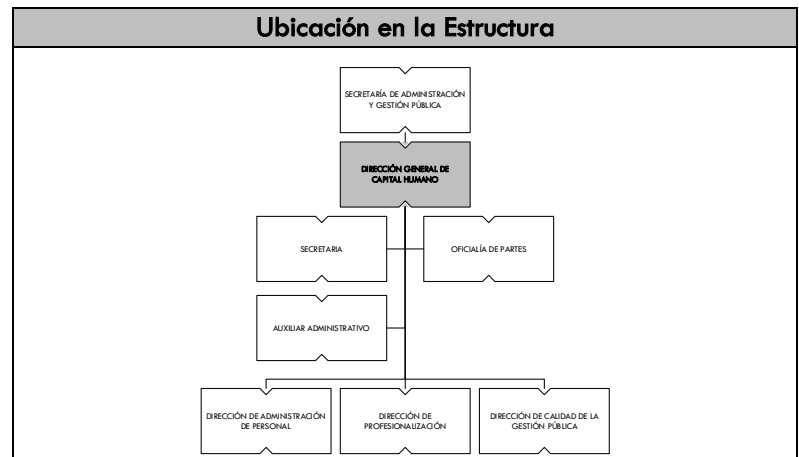 Ubicación en la Estructura
SECRETARÍA DE ADMINISTRACIÓN
Y GESTIÓN PÚBLICA
DIRECCIÓN GENERAL DE
CAPITAL HUMANO
SECRETARIA
OFICIALÍA DE PARTES
AUXILIAR ADMINISTRATIVO
DIRECCIÓN DE ADMINISTRACIÓN
DE PERSONAL
DIRECCIÓN DE
PROFESIONALIZACIÓN
DIRECCIÓN DE CALIDAD DE LA
GESTIÓN PÚBLICA